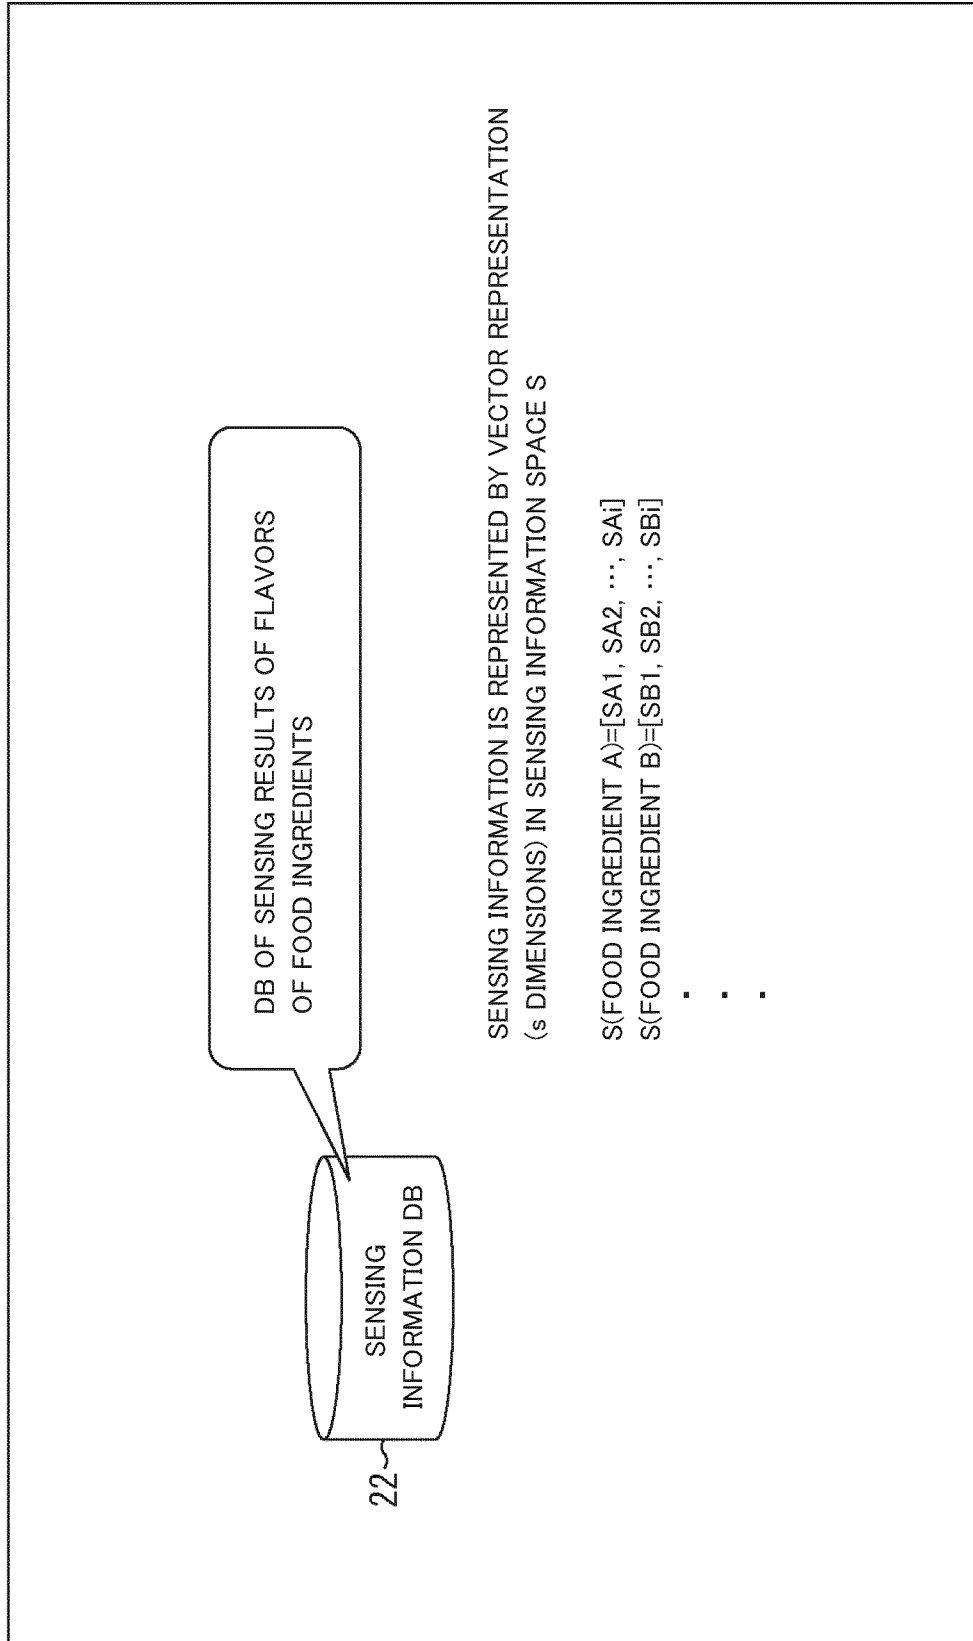 DB OF SENSING RESULTS OF FLAVORS
OF FOOD INGREDIENTS
SENSING
INFORMATION DB
22
SENSING INFORMATION IS REPRESENTED BY VECTOR REPRESENTATION
(s DIMENSIONS) IN SENSING INFORMATION SPACE S
S(FOOD INGREDIENT A)=[SA1, SA2, ⋯, SAi]
S(FOOD INGREDIENT B)=[SB1, SB2, ⋯, SBi]